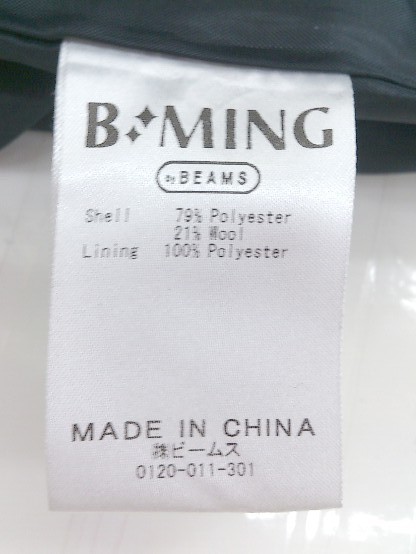 B✦MING
by BEAMS
Shell 79% Polyester
21% Wool
Lining 100% Polyester
MADE IN CHINA
㈱ビームス
0120-011-301